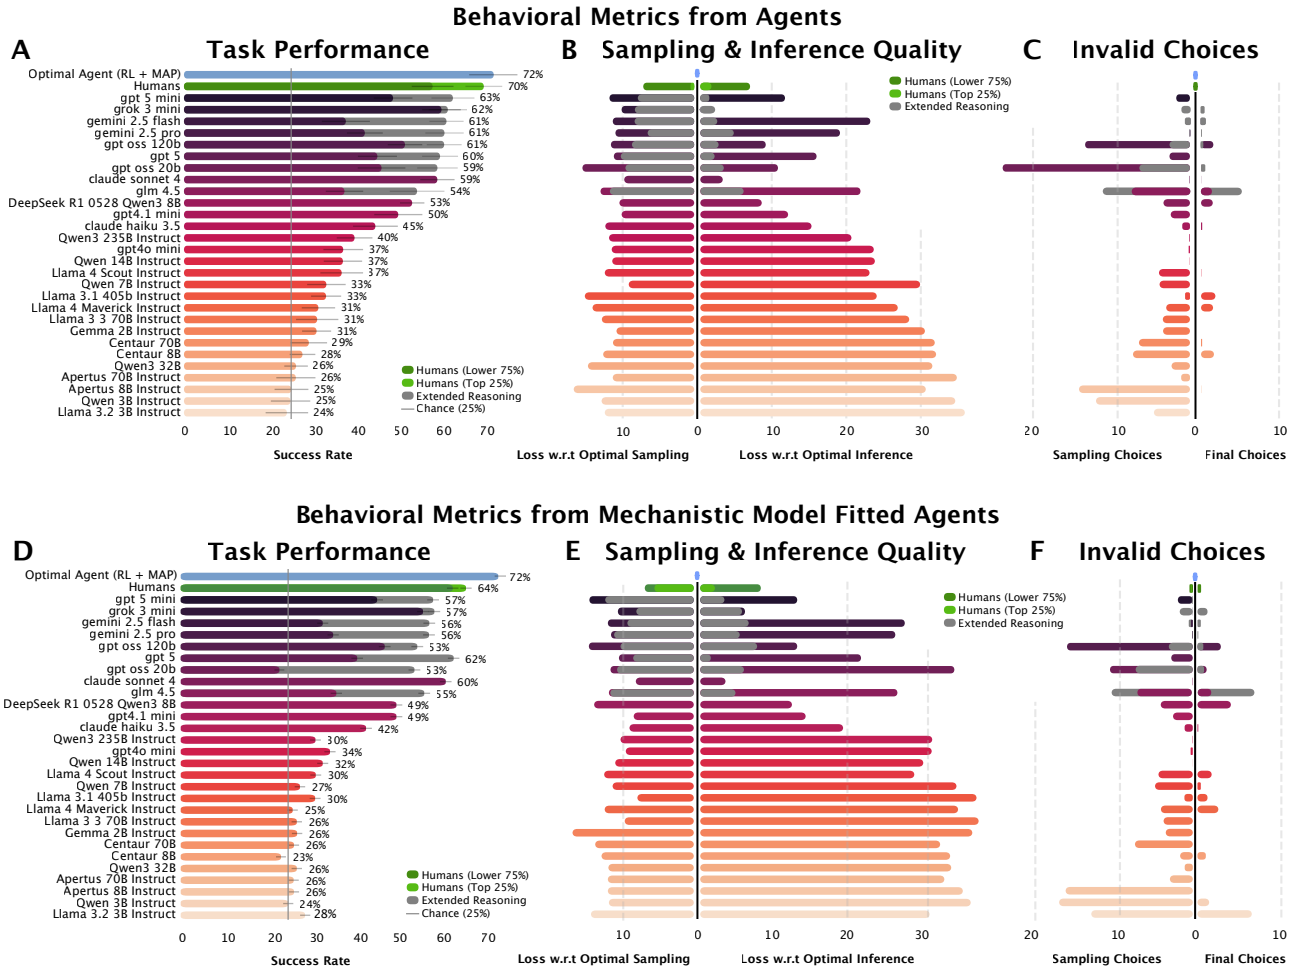 Behavioral Metrics from Agents
A Task Performance
Optimal Agent (RL + MAP) 72%
Humans 70%
gpt 5 mini 63%
grok 3 mini 62%
gemini 2.5 flash 61%
gemini 2.5 pro 60%
gpt oss 120b 61%
gpt 5 60%
gpt oss 20b 59%
claude sonnet 4 59%
glm 4.5 54%
DeepSeek R1 0528 Qwen3 8B 53%
gpt4.1 mini 50%
claude haiku 3.5 45%
Qwen3 235B Instruct 40%
gpt4o mini 37%
Qwen 14B Instruct 37%
Llama 4 Scout Instruct 37%
Qwen 7B Instruct 33%
Llama 3.1 405b Instruct 33%
Llama 4 Maverick Instruct 31%
Llama 3 3 70B Instruct 31%
Gemma 2B Instruct 31%
Centaur 70B 29%
Centaur 8B 28%
Qwen3 32B 26%
Apertus 70B Instruct 26%
Apertus 8B Instruct 25%
Qwen 3B Instruct 25%
Llama 3.2 3B Instruct 24%
Humans (Lower 75%)
Humans (Top 25%)
Extended Reasoning
Chance (25%)
0 10 20 30 40 50 60 70
Success Rate
B Sampling & Inference Quality
Humans (Lower 75%)
Humans (Top 25%)
Extended Reasoning
10 0 10 20 30
Loss w.r.t Optimal Sampling Loss w.r.t Optimal Inference
C Invalid Choices
20 10 0 10
Sampling Choices Final Choices
Behavioral Metrics from Mechanistic Model Fitted Agents
D Task Performance
Optimal Agent (RL + MAP) 72%
Humans 64%
gpt 5 mini 57%
grok 3 mini 57%
gemini 2.5 flash 56%
gemini 2.5 pro 56%
gpt oss 120b 53%
gpt 5 62%
gpt oss 20b 53%
claude sonnet 4 60%
glm 4.5 55%
DeepSeek R1 0528 Qwen3 8B 49%
gpt4.1 mini 49%
claude haiku 3.5 42%
Qwen3 235B Instruct 30%
gpt4o mini 34%
Qwen 14B Instruct 32%
Llama 4 Scout Instruct 30%
Qwen 7B Instruct 27%
Llama 3.1 405b Instruct 30%
Llama 4 Maverick Instruct 25%
Llama 3 3 70B Instruct 26%
Gemma 2B Instruct 26%
Centaur 70B 26%
Centaur 8B 23%
Qwen3 32B 26%
Apertus 70B Instruct 26%
Apertus 8B Instruct 26%
Qwen 3B Instruct 24%
Llama 3.2 3B Instruct 28%
Humans (Lower 75%)
Humans (Top 25%)
Extended Reasoning
Chance (25%)
0 10 20 30 40 50 60 70
Success Rate
E Sampling & Inference Quality
10 0 10 20 30
Loss w.r.t Optimal Sampling Loss w.r.t Optimal Inference
F Invalid Choices
Humans (Lower 75%)
Humans (Top 25%)
Extended Reasoning
20 10 0 10
Sampling Choices Final Choices